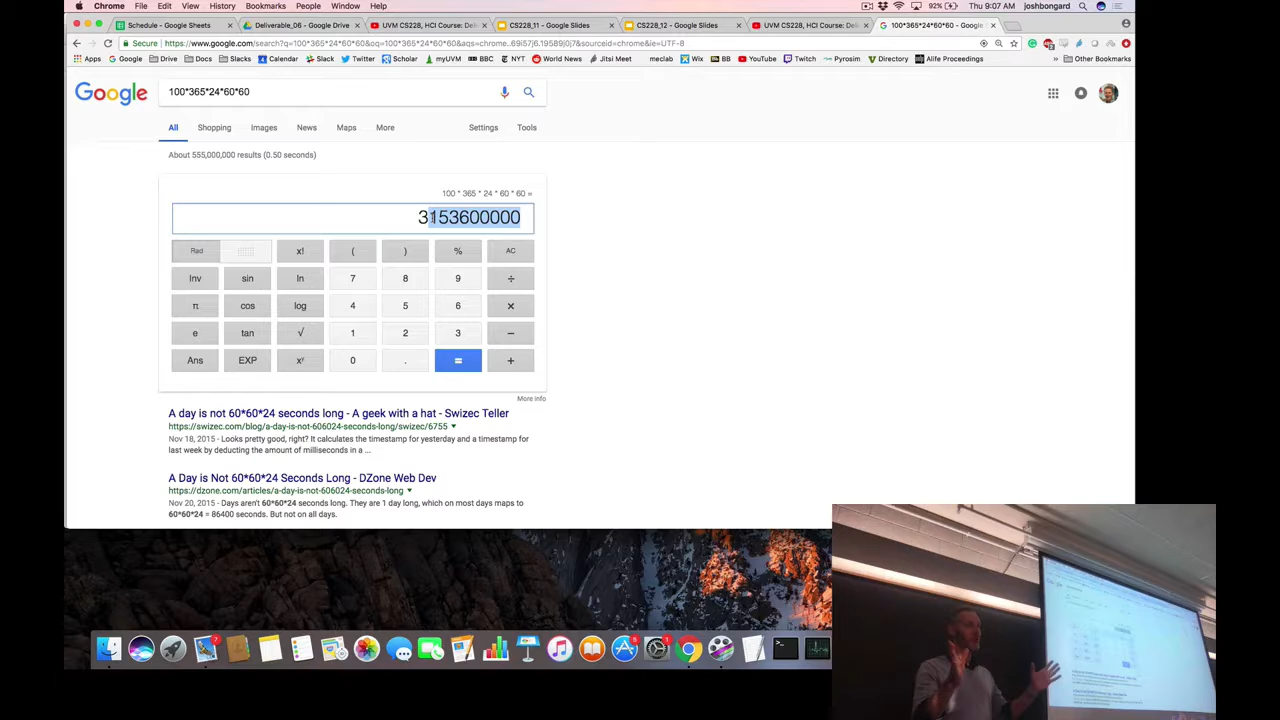 Chrome File Edit View History Bookmarks People Window Help
92% Thu 9:07 AM joshbongard
Schedule - Google Sheets
Deliverable_06 - Google Drive
UVM CS228, HCI Course: Deli
CS228_11 - Google Slides
CS228_12 - Google Slides
UVM CS228, HCI Course: Deli
100*365*24*60*60 - Google
Secure https://www.google.com/search?q=100*365*24*60*60&oq=100*365*24*60*60&aqs=chrome..69i57j6.19589j0j7&sourceid=chrome&ie=UTF-8
Apps Google Drive Docs Slacks Calendar Slack Twitter Scholar myUVM BBC NYT World News Jitsi Meet meclab Wix BB YouTube Twitch Pyrosim Directory Alife Proceedings » Other Bookmarks
Google 100*365*24*60*60
All Shopping Images News Maps More Settings Tools
About 555,000,000 results (0.50 seconds)
100 * 365 * 24 * 60 * 60 =
3153600000
Rad x! ( ) % AC
Inv sin ln 7 8 9 ÷
π cos log 4 5 6 ×
e tan √ 1 2 3 −
Ans EXP xʸ 0 . = +
More info
A day is not 60*60*24 seconds long - A geek with a hat - Swizec Teller
https://swizec.com/blog/a-day-is-not-606024-seconds-long/swizec/6755
Nov 18, 2015 - Looks pretty good, right? It calculates the timestamp for yesterday and a timestamp for
last week by deducting the amount of milliseconds in a ...
A Day is Not 60*60*24 Seconds Long - DZone Web Dev
https://dzone.com/articles/a-day-is-not-606024-seconds-long
Nov 20, 2015 - Days aren't 60*60*24 seconds long. They are 1 day long, which on most days maps to
60*60*24 = 86400 seconds. But not on all days.